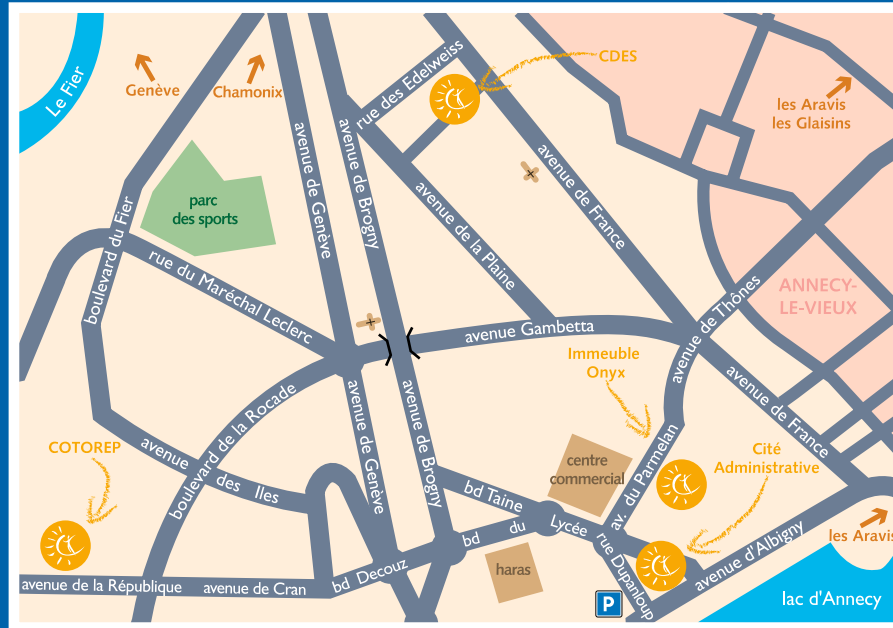 Le Fier
Genève
Chamonix
CDES
les Aravis
les Glaisins
rue des Edelweiss
avenue de Genève
avenue de Brogny
avenue de France
parc
des sports
avenue de la Plaine
boulevard du Fier
rue du Maréchal Leclerc
ANNECY-
LE-VIEUX
avenue de Thônes
avenue Gambetta
Immeuble
Onyx
avenue de France
boulevard de la Rocade
avenue de Genève
avenue de Brogny
COTOREP
avenue des Iles
centre
commercial
av. du Parmelan
Cité
Administrative
bd Taine
bd du Lycée
rue Dupanloup
les Aravis
avenue d'Albigny
haras
bd Decouz
avenue de la République
avenue de Cran
P
lac d'Annecy